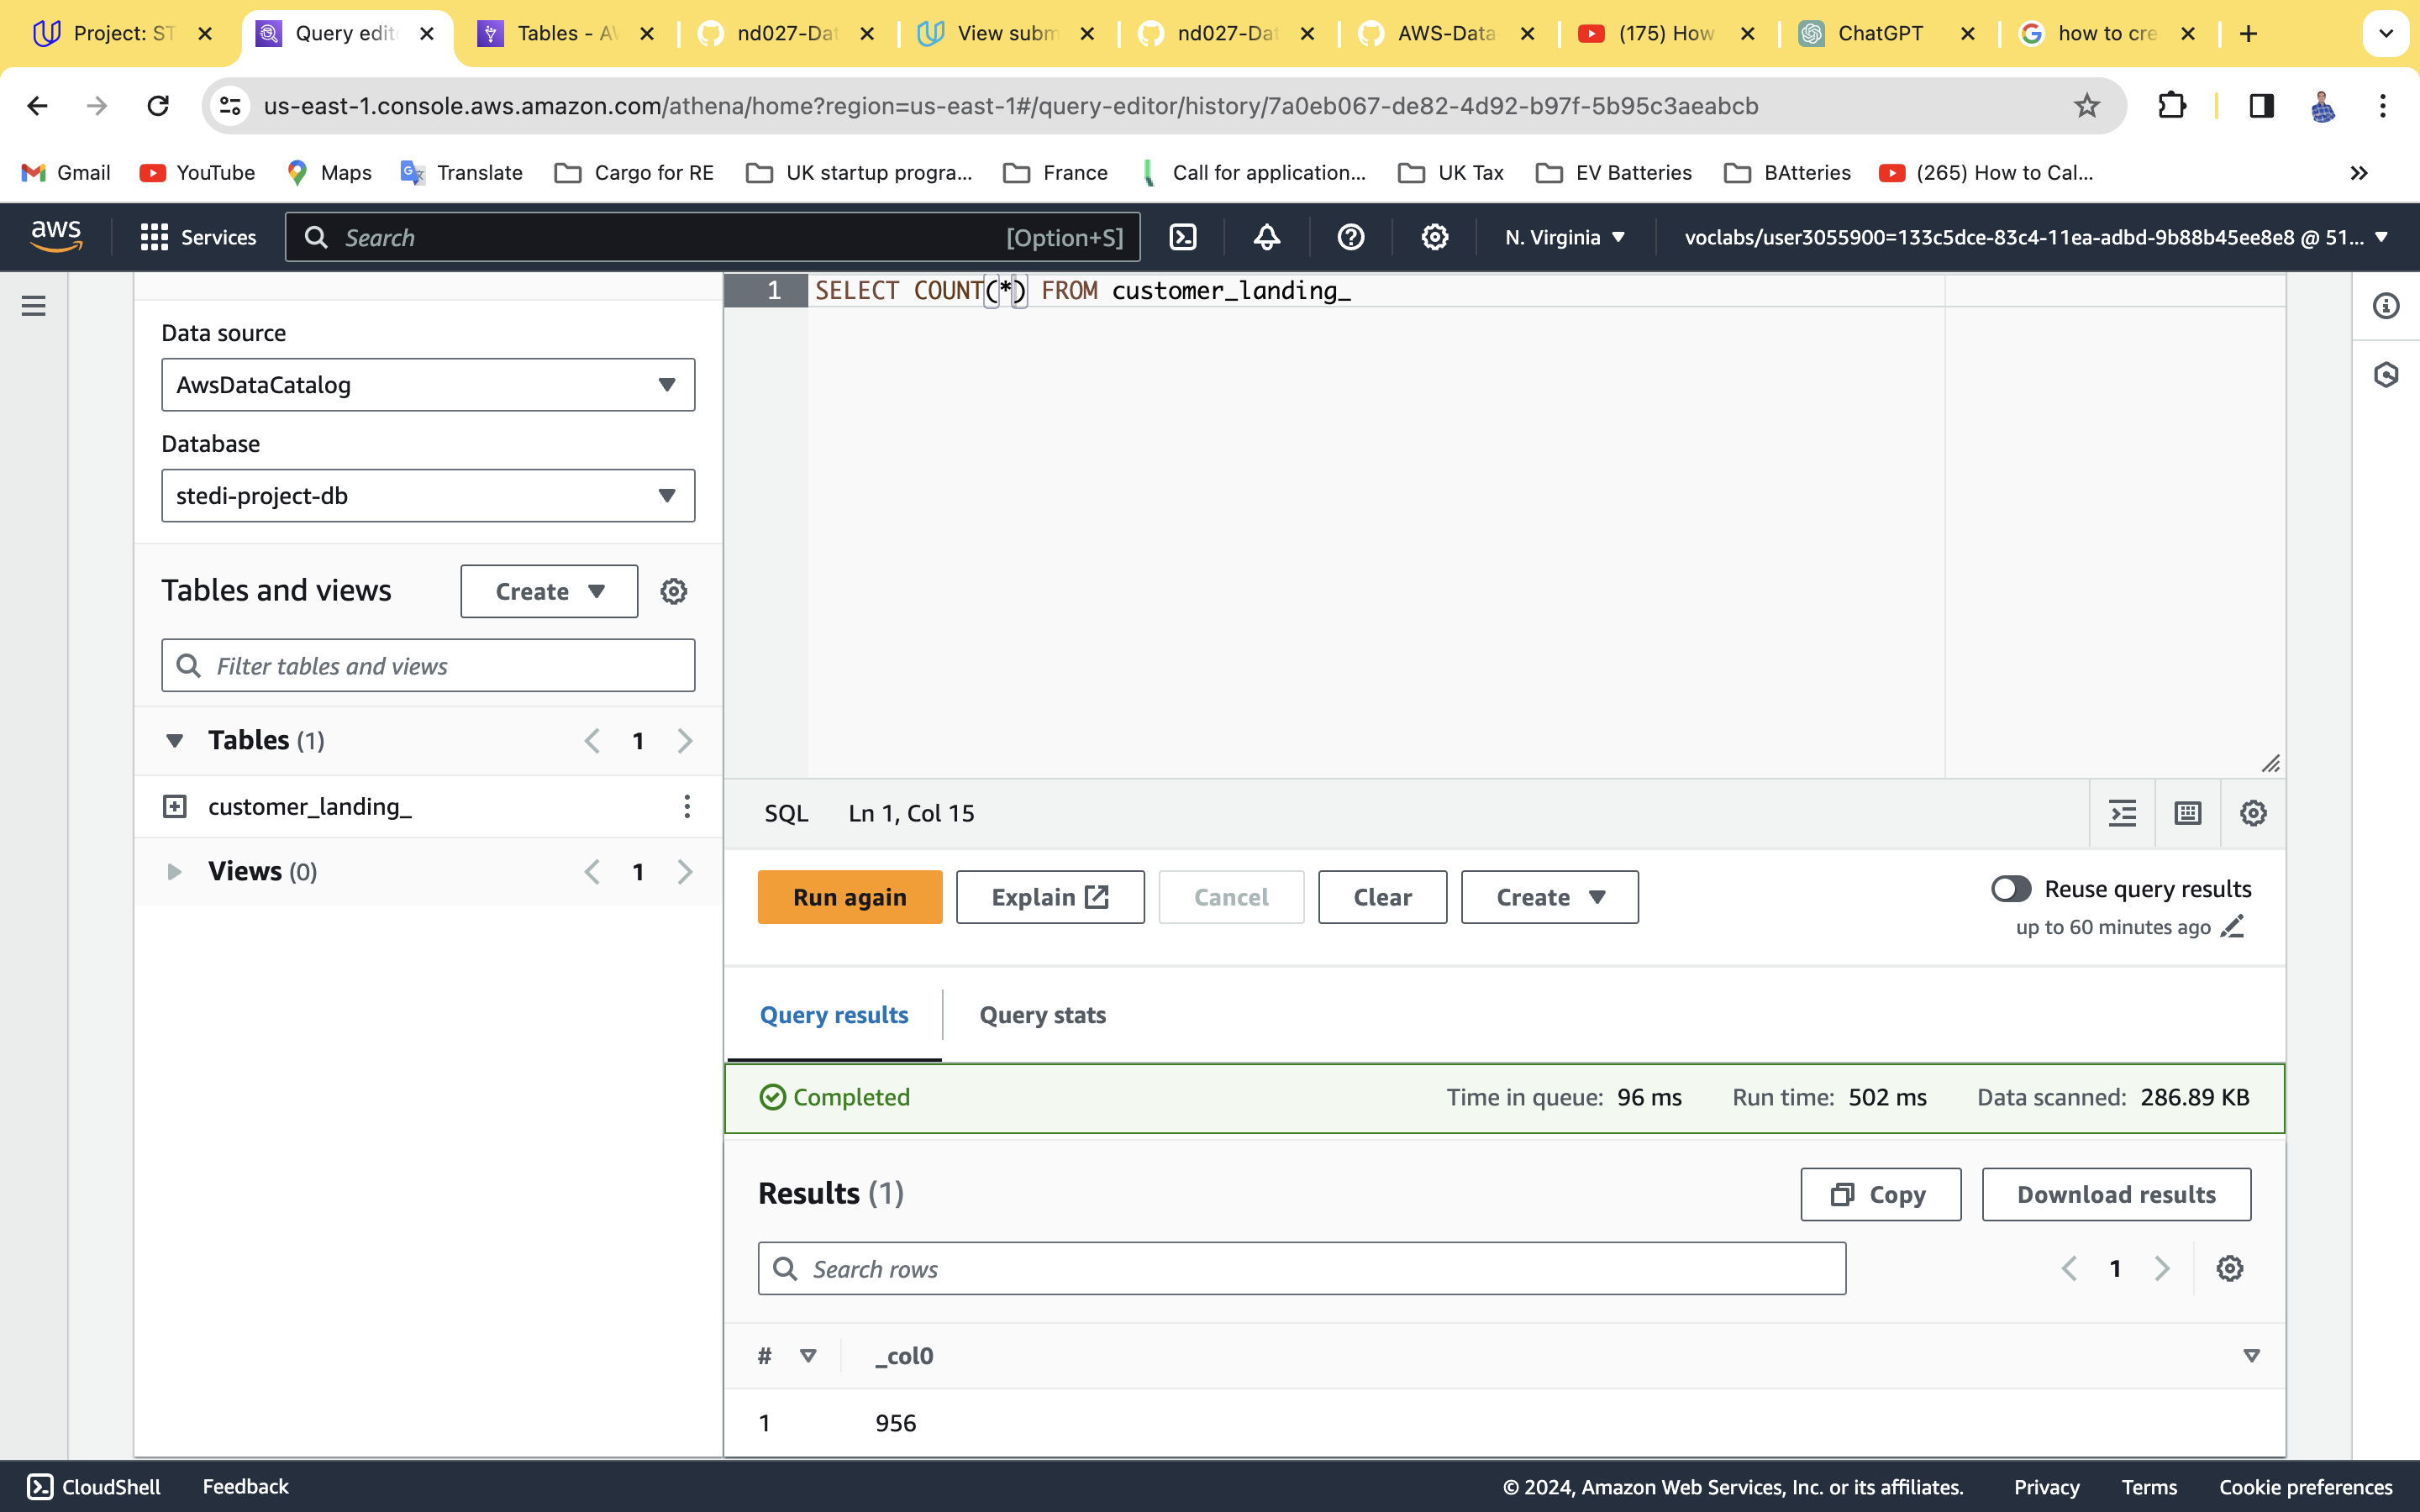 Project: ST
Query edit
Tables - AW
nd027-Dat
View subm
nd027-Dat
AWS-Data-
(175) How
ChatGPT
how to cre
us-east-1.console.aws.amazon.com/athena/home?region=us-east-1#/query-editor/history/7a0eb067-de82-4d92-b97f-5b95c3aeabcb
Gmail
YouTube
Maps
Translate
Cargo for RE
UK startup progra...
France
Call for application...
UK Tax
EV Batteries
BAtteries
(265) How to Cal...
aws
Services
Search
[Option+S]
N. Virginia
voclabs/user3055900=133c5dce-83c4-11ea-adbd-9b88b45ee8e8 @ 51...
1 SELECT COUNT(*) FROM customer_landing_
Data source
AwsDataCatalog
Database
stedi-project-db
Tables and views
Create
Filter tables and views
Tables (1)
1
customer_landing_
Views (0)
1
SQL
Ln 1, Col 15
Run again
Explain
Cancel
Clear
Create
Reuse query results
up to 60 minutes ago
Query results
Query stats
Completed
Time in queue: 96 ms
Run time: 502 ms
Data scanned: 286.89 KB
Results (1)
Copy
Download results
Search rows
1
# _col0
1 956
CloudShell
Feedback
© 2024, Amazon Web Services, Inc. or its affiliates.
Privacy
Terms
Cookie preferences